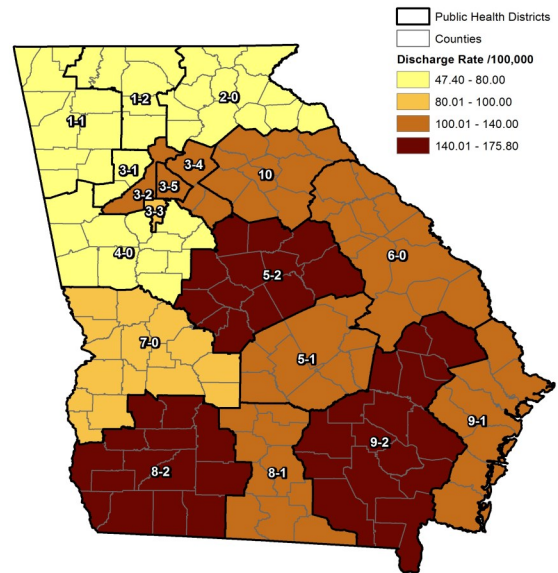 Public Health Districts
Counties
Discharge Rate /100,000
47.40 - 80.00
80.01 - 100.00
100.01 - 140.00
140.01 - 175.80
1-2
2-0
1-1
3-1
3-4
3-5
3-2
10
3-3
4-0
6-0
5-2
7-0
5-1
9-1
9-2
8-2
8-1